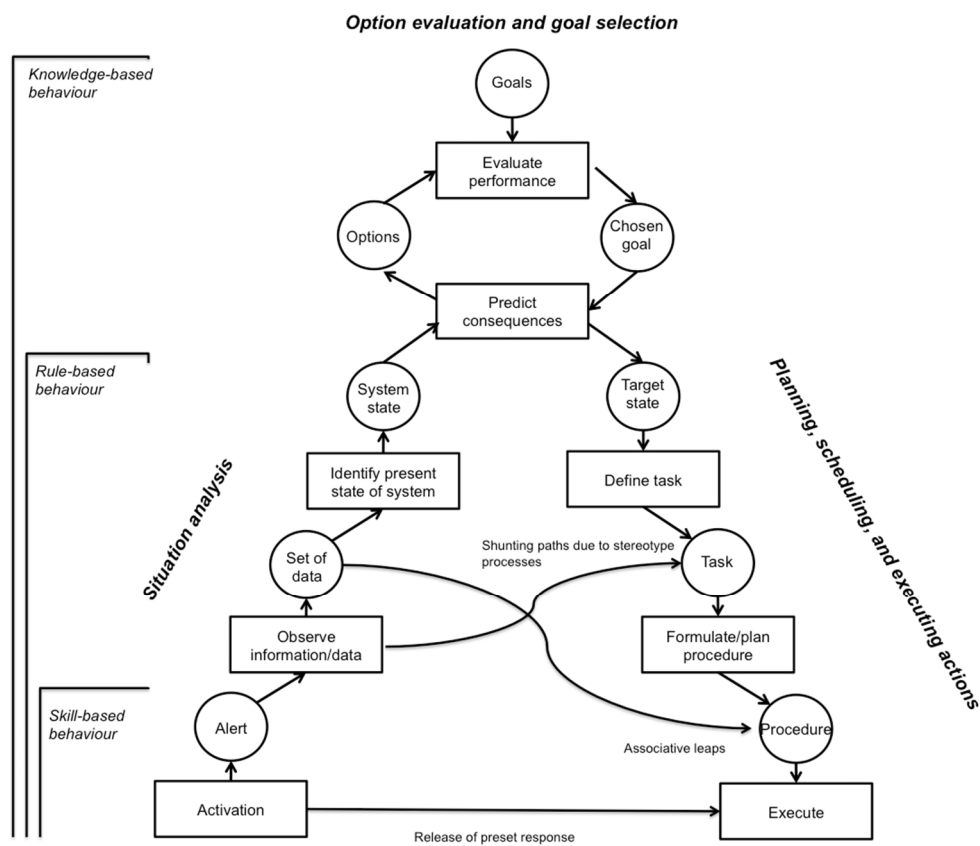 Option evaluation and goal selection
Knowledge-based
behaviour
Goals
Evaluate
performance
Options
Chosen
goal
Predict
consequences
Rule-based
behaviour
System
state
Target
state
Planning, scheduling, and executing actions
Situation analysis
Identify present
state of system
Define task
Shunting paths due to stereotype
processes
Set of
data
Task
Observe
information/data
Formulate/plan
procedure
Skill-based
behaviour
Alert
Procedure
Associative leaps
Activation
Execute
Release of preset response